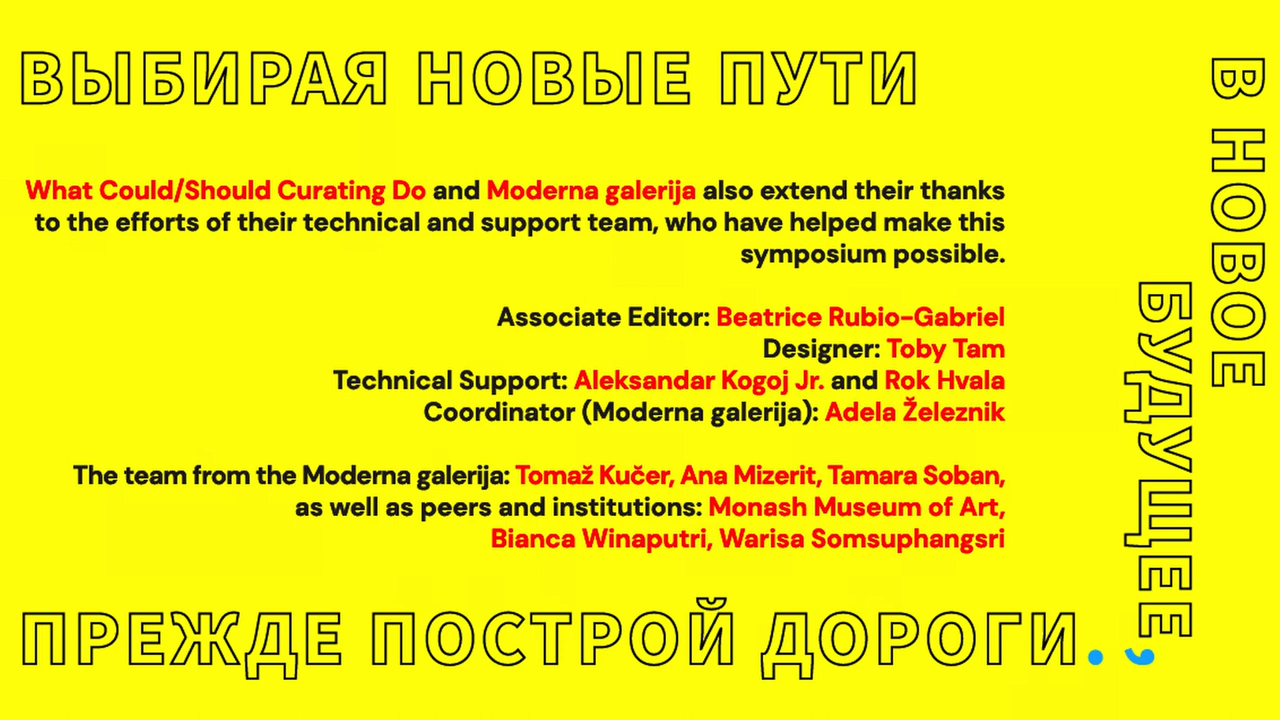 ВЫБИРАЯ НОВЫЕ ПУТИ
В НОВОЕ
БУДУЩЕЕ,
What Could/Should Curating Do and Moderna galerija also extend their thanks
to the efforts of their technical and support team, who have helped make this
symposium possible.
Associate Editor: Beatrice Rubio-Gabriel
Designer: Toby Tam
Technical Support: Aleksandar Kogoj Jr. and Rok Hvala
Coordinator (Moderna galerija): Adela Železnik
The team from the Moderna galerija: Tomaž Kučer, Ana Mizerit, Tamara Soban,
as well as peers and institutions: Monash Museum of Art,
Bianca Winaputri, Warisa Somsuphangsri
ПРЕЖДЕ ПОСТРОЙ ДОРОГИ.